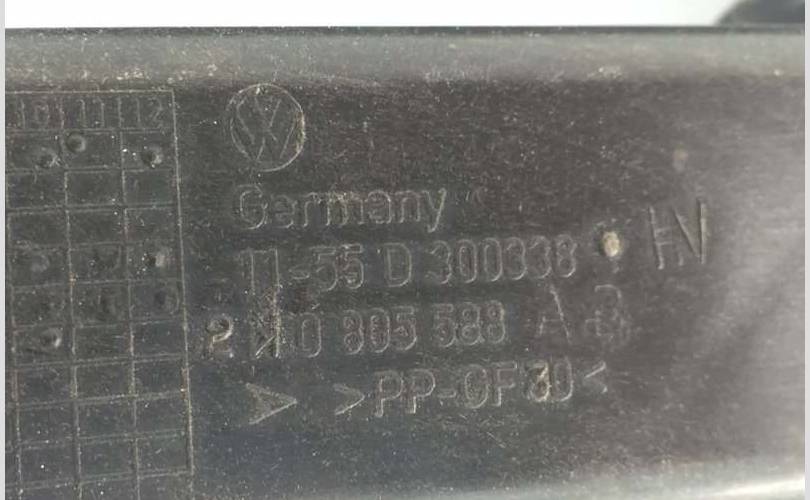 10 11 12
Germany
11-55 D 300338
HN
2K0 805 588 A
>PP-GF30<